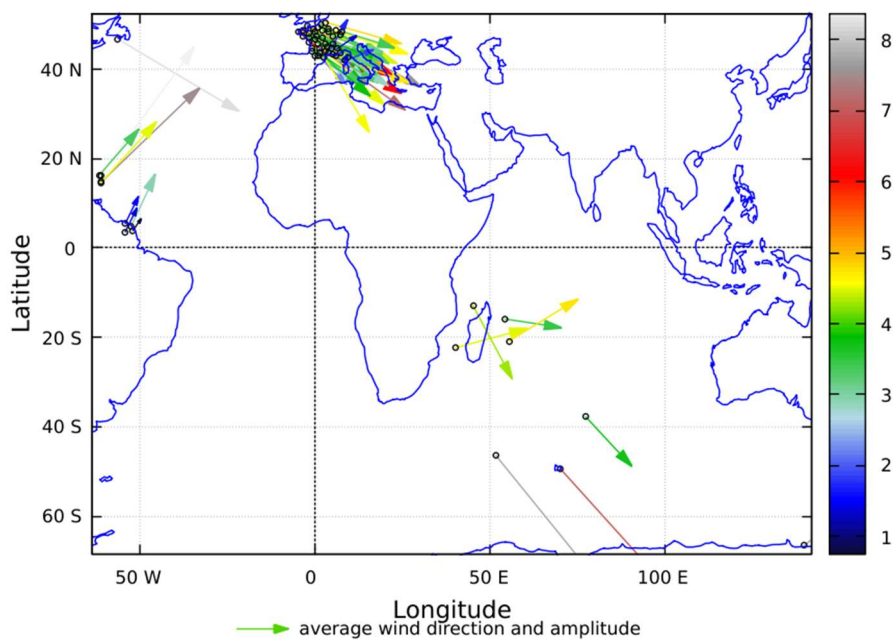 40 N
20 N
0
20 S
40 S
60 S
Latitude
50 W
0
50 E
100 E
Longitude
average wind direction and amplitude
8
7
6
5
4
3
2
1